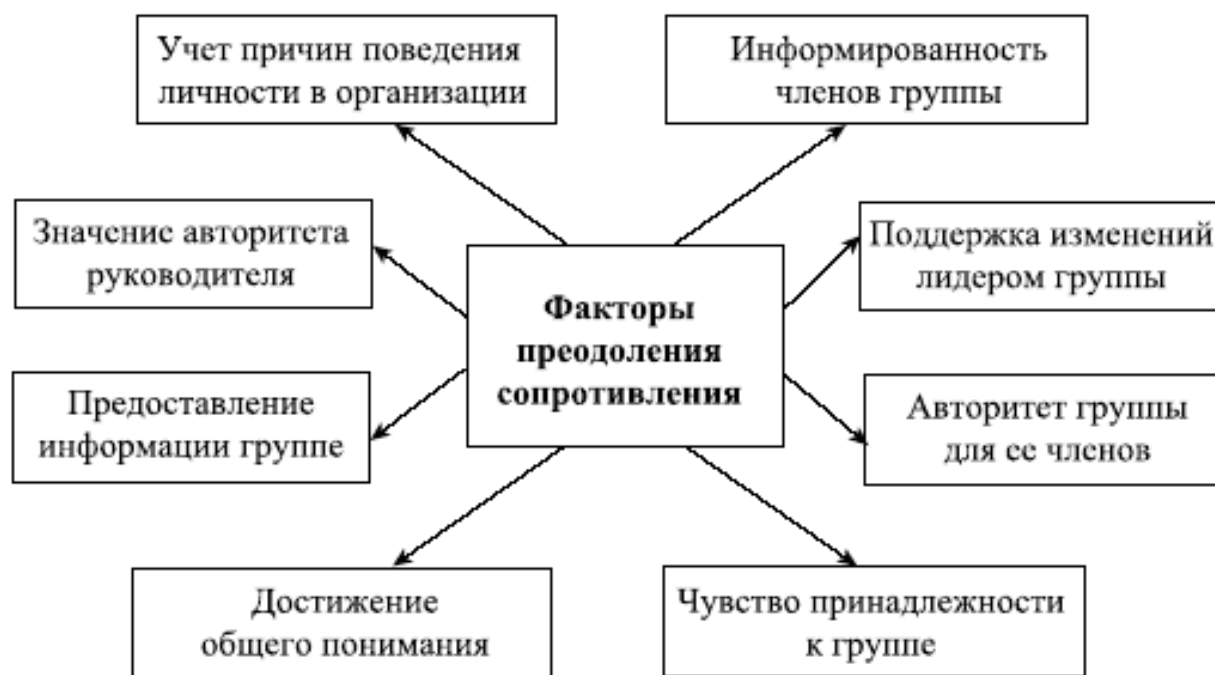 Учет причин поведения
личности в организации
Информированность
членов группы
Значение авторитета
руководителя
Поддержка изменений
лидером группы
Факторы
преодоления
сопротивления
Предоставление
информации группе
Авторитет группы
для ее членов
Достижение
общего понимания
Чувство принадлежности
к группе